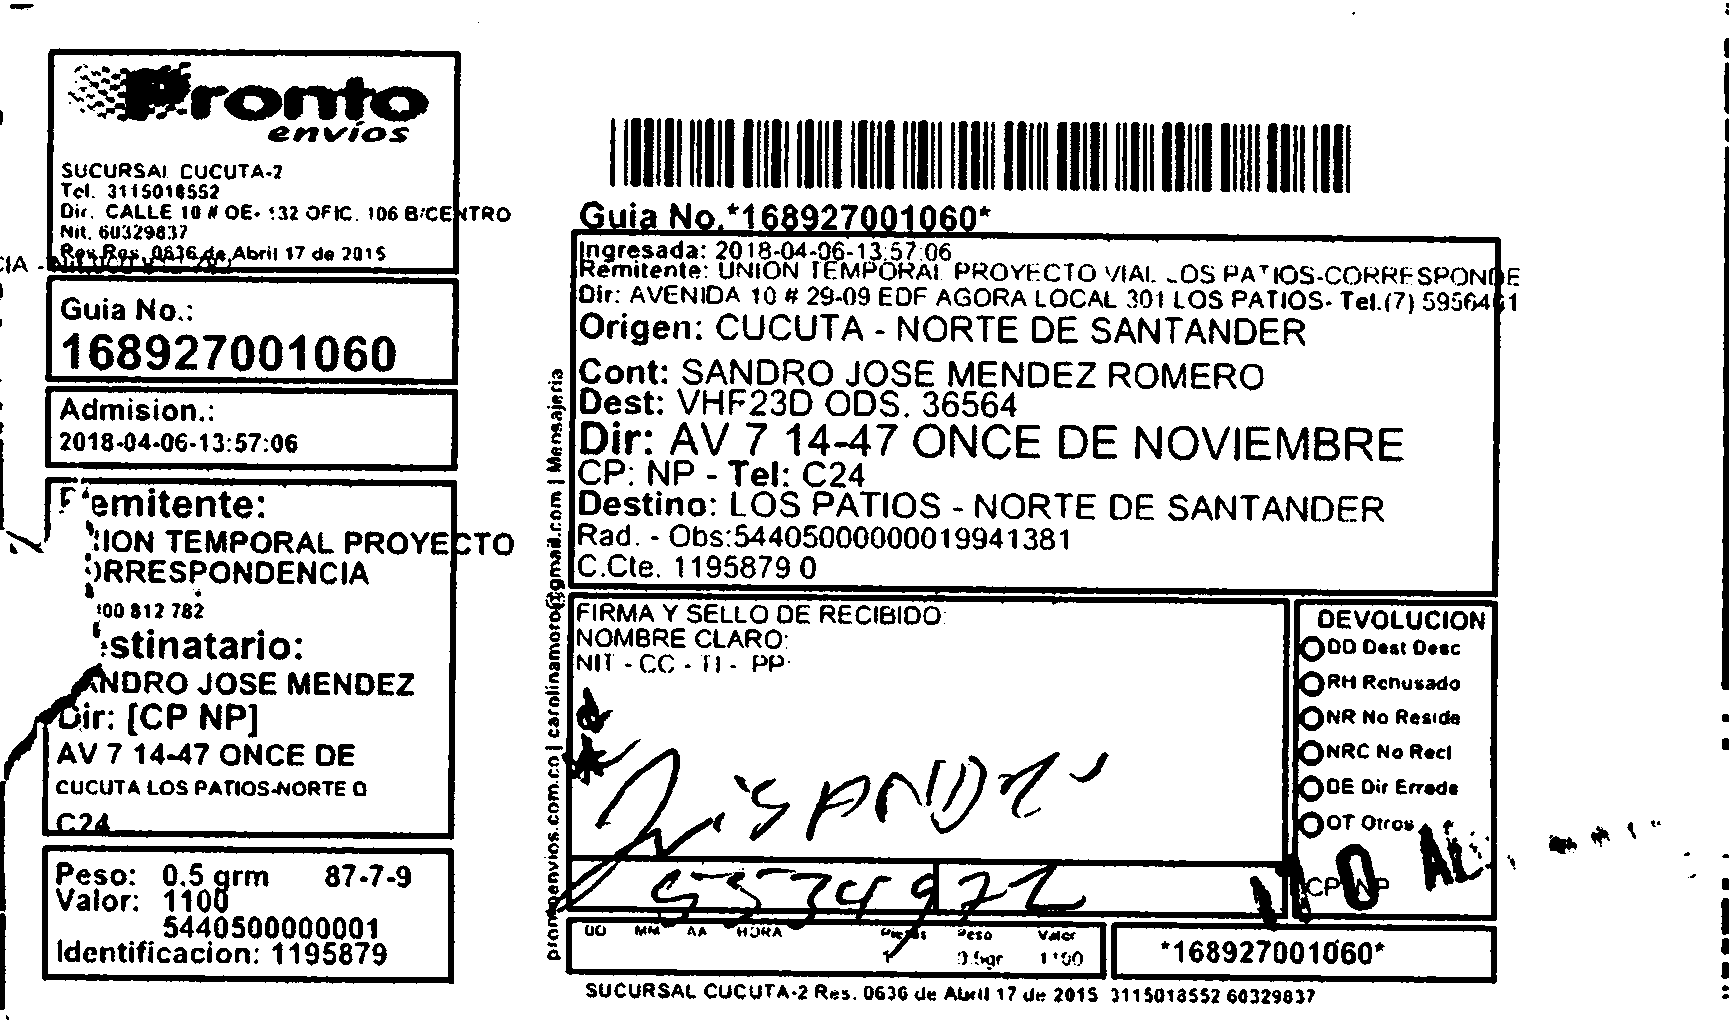 Pronto
envíos
SUCURSAL CUCUTA-2
Tel. 3115018552
Dir. CALLE 10 # OE- 132 OFIC. 106 B/CENTRO
Nit. 60329837
Res 0636 de Abril 17 de 2015
Guia No.:
168927001060
Admision.:
2018-04-06-13:57:06
Remitente:
NION TEMPORAL PROYECTO
ORRESPONDENCIA
812 782
stinatario:
ANDRO JOSE MENDEZ
Dir: [CP NP]
AV 7 14-47 ONCE DE
CUCUTA LOS PATIOS-NORTE D
C24
Peso: 0.5 grm 87-7-9
Valor: 1100
5440500000001
Identificacion: 1195879
prontoenvios.com.co | carolinamoro@gmail.com | Mensajeria
Guia No.*168927001060*
Ingresada: 2018-04-06-13:57:06
Remitente: UNION TEMPORAL PROYECTO VIAL LOS PATIOS-CORRESPONDE
Dir: AVENIDA 10 # 29-09 EDF AGORA LOCAL 301 LOS PATIOS- Tel.(7) 5956461
Origen: CUCUTA - NORTE DE SANTANDER
Cont: SANDRO JOSE MENDEZ ROMERO
Dest: VHF23D ODS. 36564
Dir: AV 7 14-47 ONCE DE NOVIEMBRE
CP: NP - Tel: C24
Destino: LOS PATIOS - NORTE DE SANTANDER
Rad. - Obs:54405000000019941381
C.Cte. 1195879 0
FIRMA Y SELLO DE RECIBIDO:
NOMBRE CLARO:
NIT - CC - TI - PP:
DEVOLUCION
DD Dest Desc
RH Rehusado
NR No Reside
NRC No Recl
DE Dir Errada
OT Otros
CP: NP
5534972
DD MM AA HORA Piezas Peso Valor
1 0.5gr 1100
*168927001060*
SUCURSAL CUCUTA-2 Res. 0636 de Abril 17 de 2015 3115018552 60329837